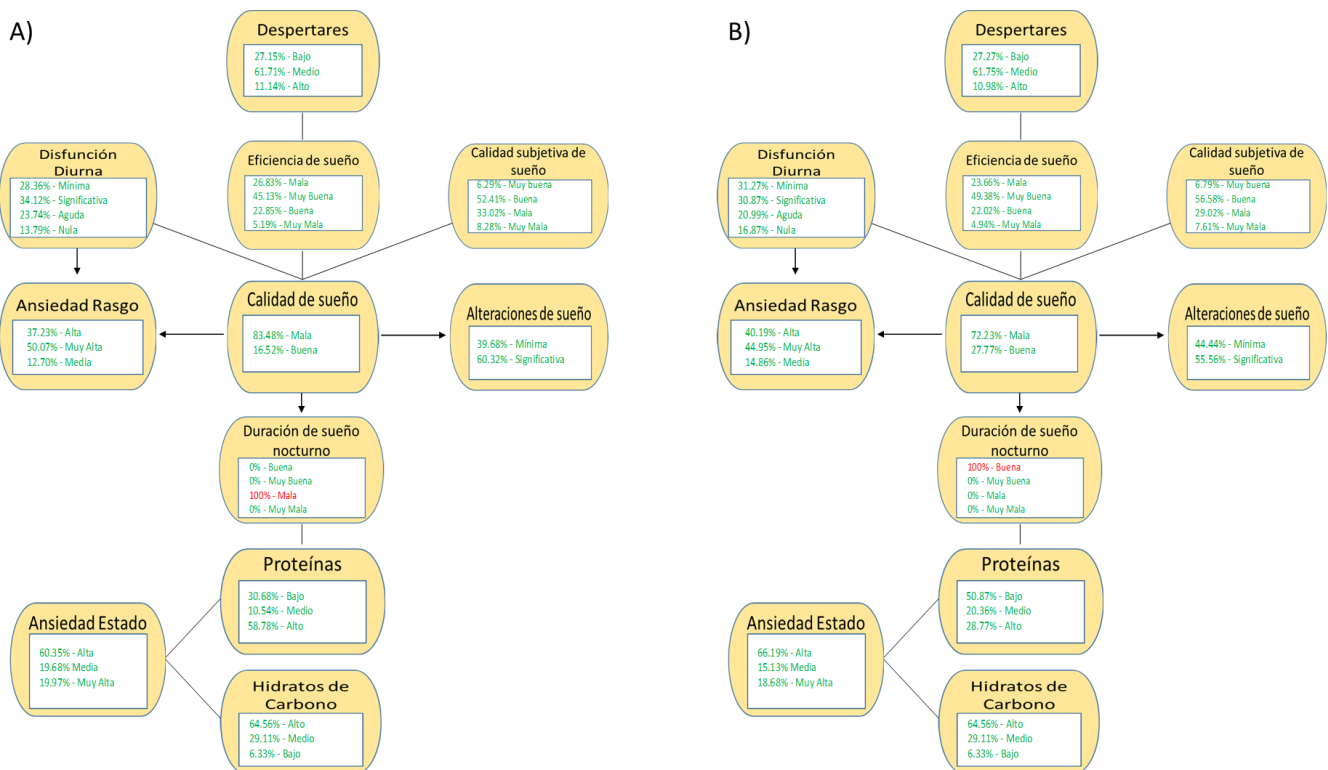 A)
Despertares
27.15% - Bajo
61.71% - Medio
11.14% - Alto
Disfunción
Diurna
28.36% - Mínima
34.12% - Significativa
23.74% - Aguda
13.79% - Nula
Eficiencia de sueño
26.83% - Mala
45.13% - Muy Buena
22.85% - Buena
5.19% - Muy Mala
Calidad subjetiva de
sueño
6.29% - Muy buena
52.41% - Buena
33.02% - Mala
8.28% - Muy Mala
Ansiedad Rasgo
37.23% - Alta
50.07% - Muy Alta
12.70% - Media
Calidad de sueño
83.48% - Mala
16.52% - Buena
Alteraciones de sueño
39.68% - Mínima
60.32% - Significativa
Duración de sueño
nocturno
0% - Buena
0% - Muy Buena
100% - Mala
0% - Muy Mala
Proteínas
30.68% - Bajo
10.54% - Medio
58.78% - Alto
Ansiedad Estado
60.35% - Alta
19.68% Media
19.97% - Muy Alta
Hidratos de
Carbono
64.56% - Alto
29.11% - Medio
6.33% - Bajo
B)
Despertares
27.27% - Bajo
61.75% - Medio
10.98% - Alto
Disfunción
Diurna
31.27% - Mínima
30.87% - Significativa
20.99% - Aguda
16.87% - Nula
Eficiencia de sueño
23.66% - Mala
49.38% - Muy Buena
22.02% - Buena
4.94% - Muy Mala
Calidad subjetiva de
sueño
6.79% - Muy buena
56.58% - Buena
29.02% - Mala
7.61% - Muy Mala
Ansiedad Rasgo
40.19% - Alta
44.95% - Muy Alta
14.86% - Media
Calidad de sueño
72.23% - Mala
27.77% - Buena
Alteraciones de sueño
44.44% - Mínima
55.56% - Significativa
Duración de sueño
nocturno
100% - Buena
0% - Muy Buena
0% - Mala
0% - Muy Mala
Proteínas
50.87% - Bajo
20.36% - Medio
28.77% - Alto
Ansiedad Estado
66.19% - Alta
15.13% Media
18.68% - Muy Alta
Hidratos de
Carbono
64.56% - Alto
29.11% - Medio
6.33% - Bajo